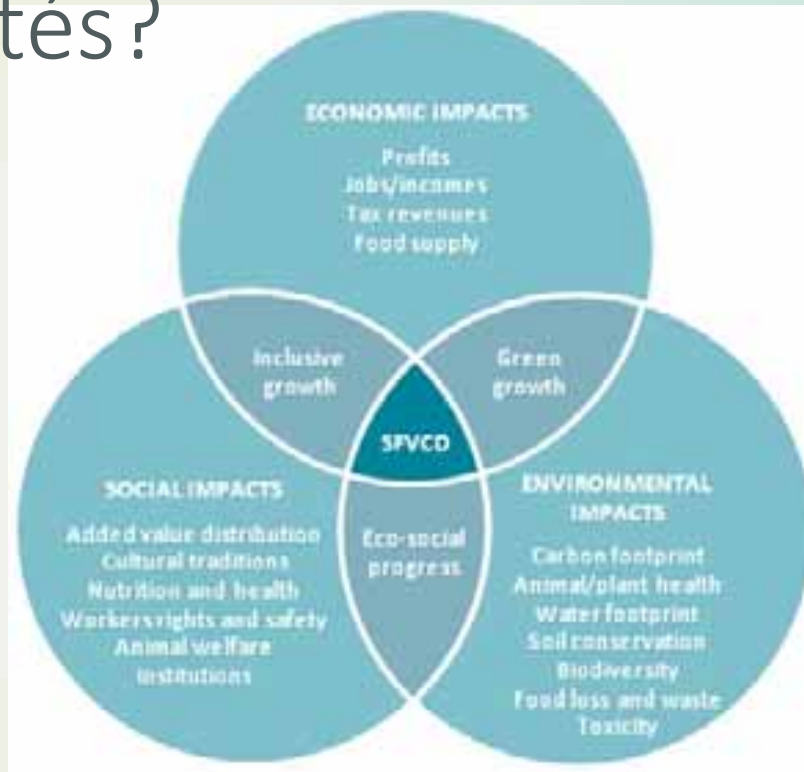 tés?
ECONOMIC IMPACTS
Profits
Jobs/incomes
Tax revenues
Food supply
Inclusive
growth
Green
growth
SFVCD
SOCIAL IMPACTS
Added value distribution
Cultural traditions
Nutrition and health
Workers rights and safety
Animal welfare
Institutions
Eco-social
progress
ENVIRONMENTAL
IMPACTS
Carbon footprint
Animal/plant health
Water footprint
Soil conservation
Biodiversity
Food loss and waste
Toxicity